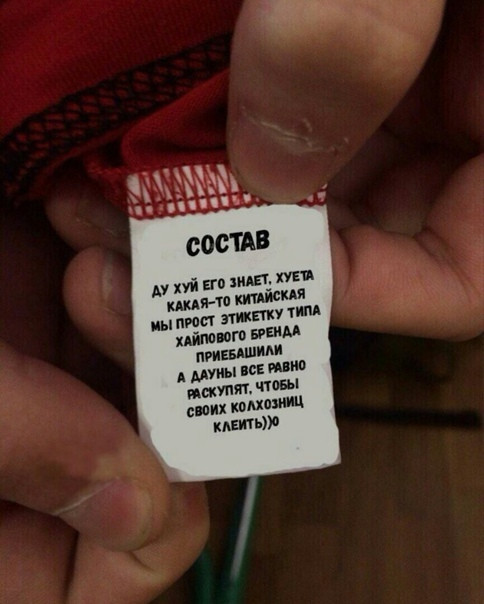 СОСТАВ
ДУ ХУЙ ЕГО ЗНАЕТ, ХУЕТА
КАКАЯ-ТО КИТАЙСКАЯ
МЫ ПРОСТ ЭТИКЕТКУ ТИПА
ХАЙПОВОГО БРЕНДА
ПРИЕБАШИЛИ
А ДАУНЫ ВСЕ РАВНО
РАСКУПЯТ, ЧТОБЫ
СВОИХ КОЛХОЗНИЦ
КЛЕИТЬ))0